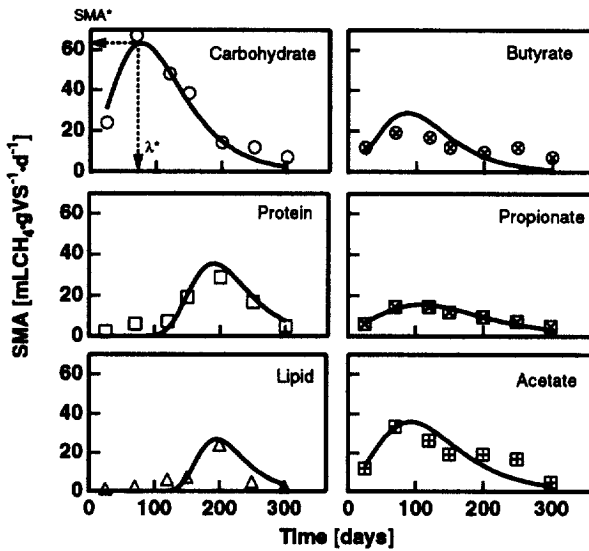 SMA*
60
40
20
0
Carbohydrate
λ*
Butyrate
60
40
20
0
Protein
Propionate
60
40
20
0
Lipid
Acetate
0 100 200 300
0 100 200 300
SMA [mLCH₄·gVS⁻¹·d⁻¹]
Time [days]